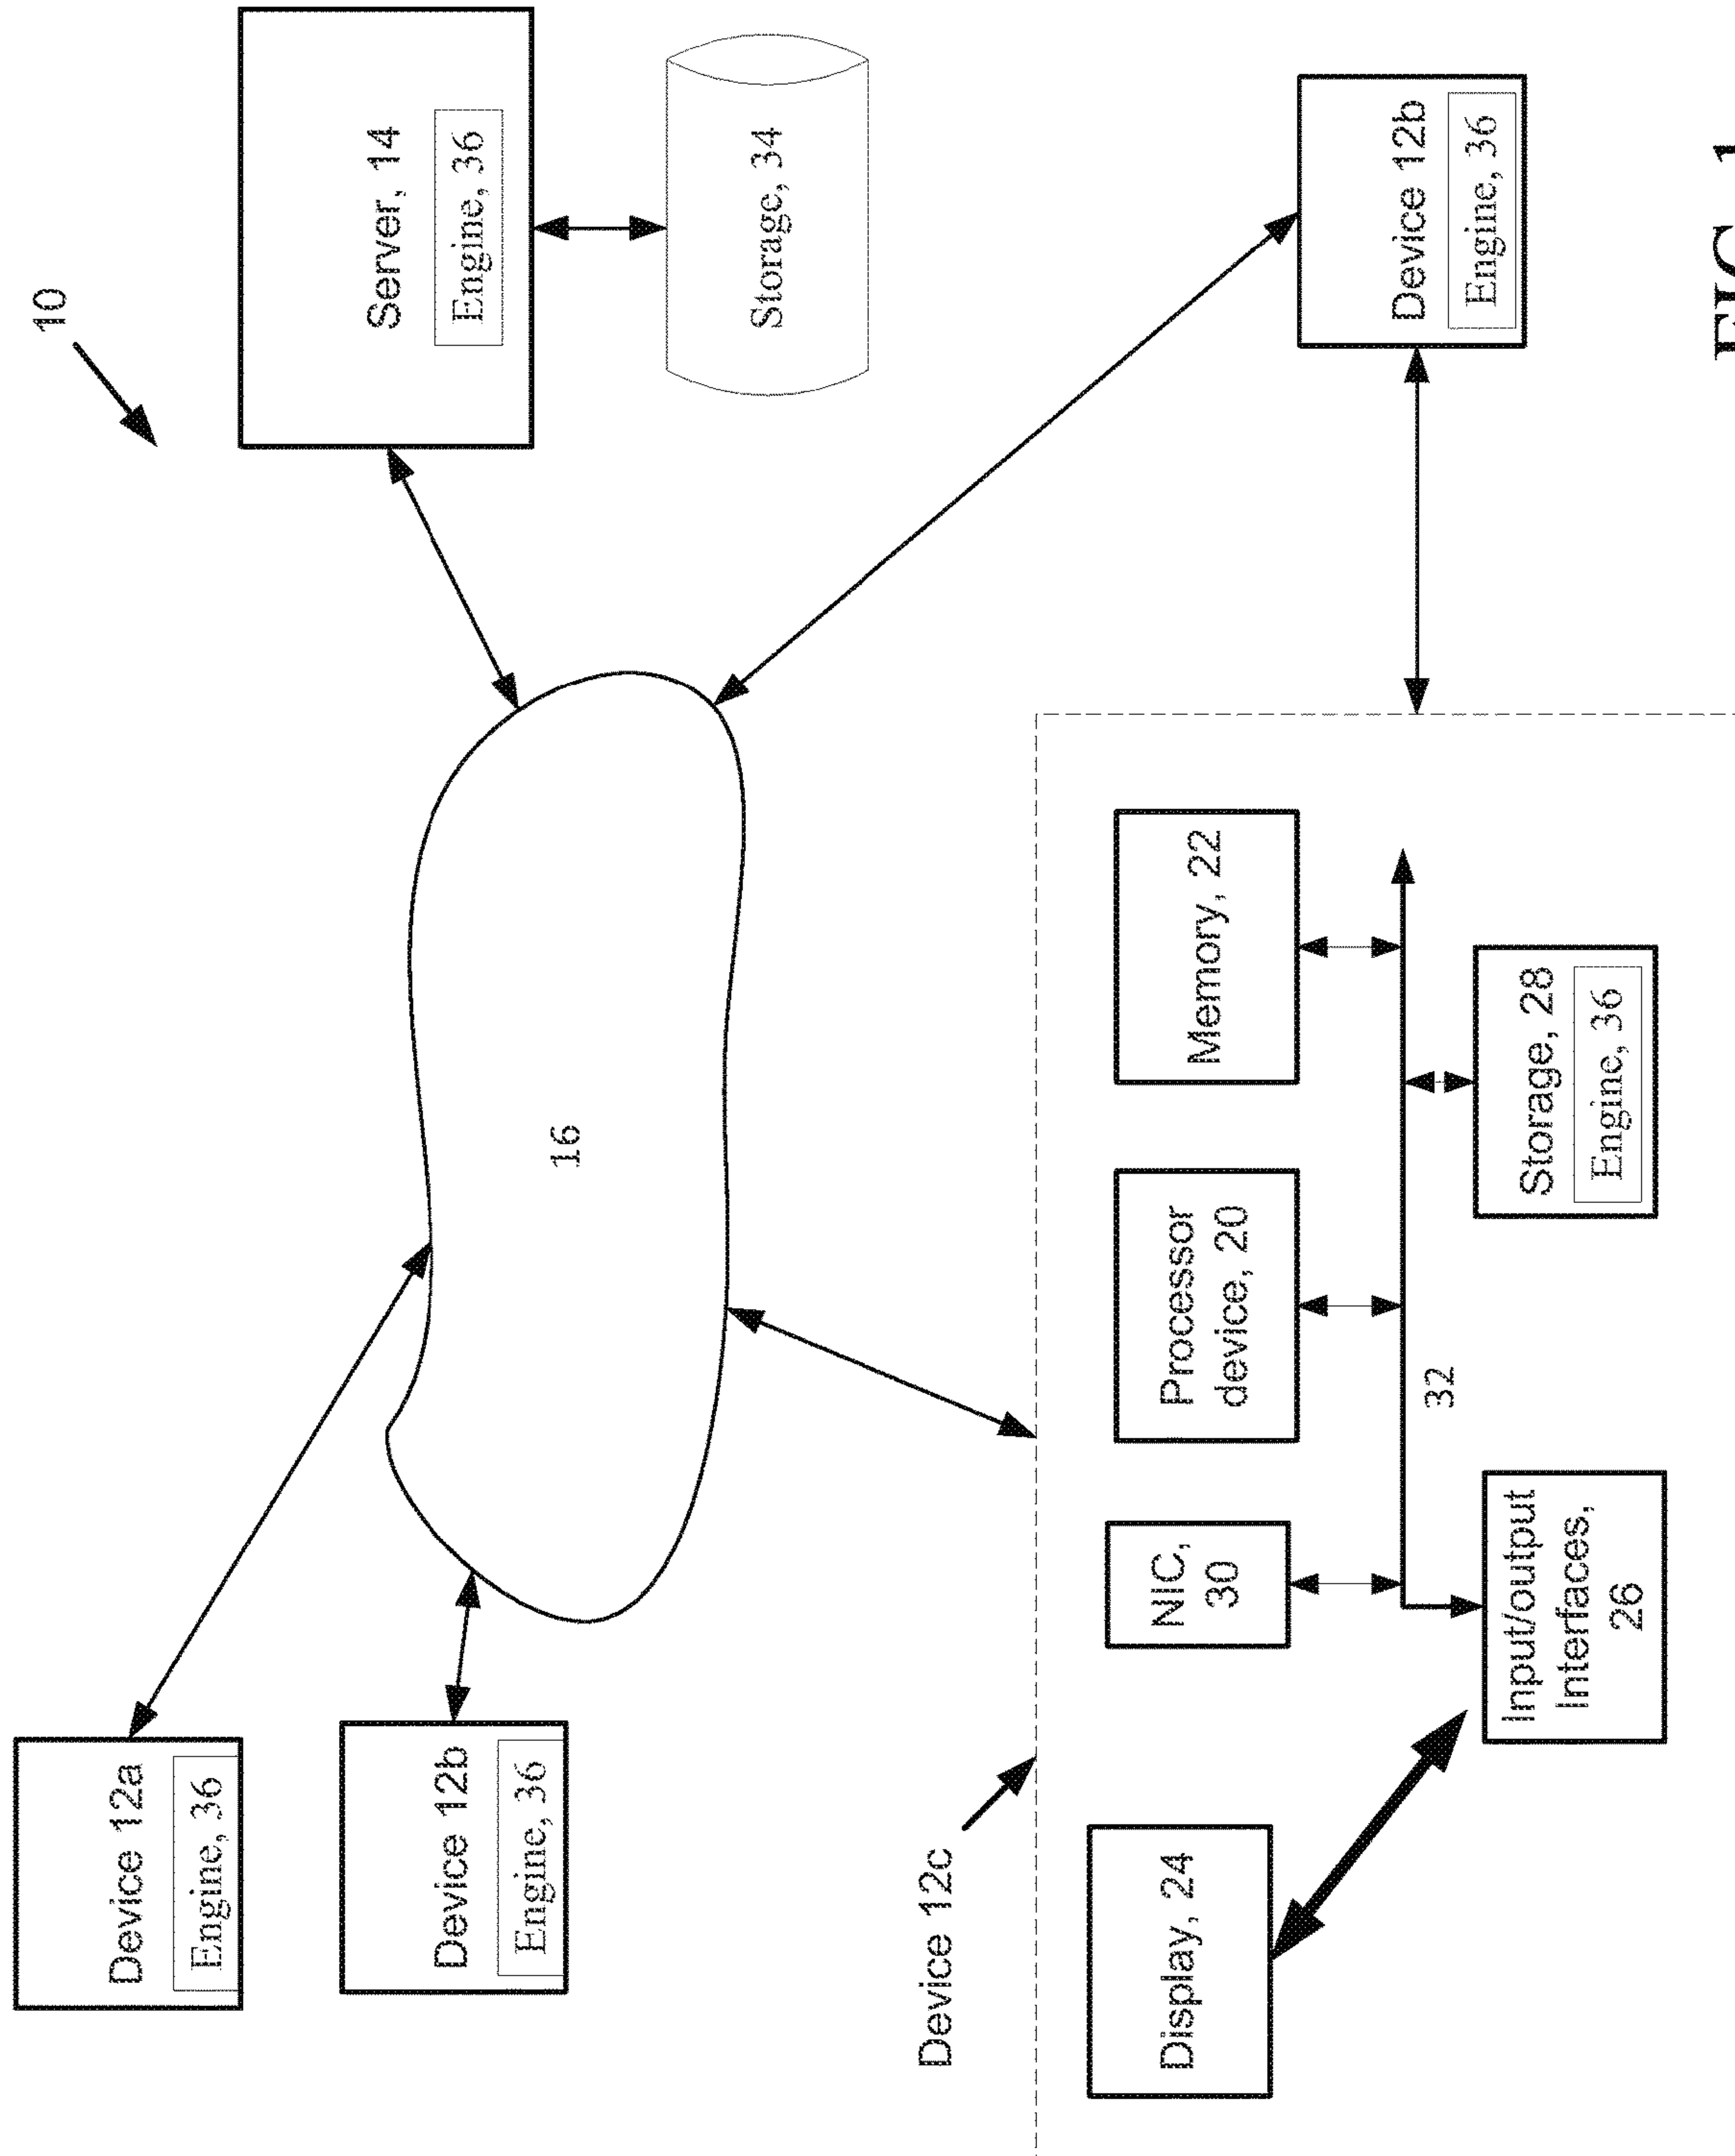 10
Device 12a
Engine, 36
Server, 14
Engine, 36
Device 12b
Engine, 36
16
Storage, 34
Device 12c
Display, 24
NIC,
30
Processor
device, 20
Memory, 22
Device 12b
Engine, 36
32
Input/output
Interfaces,
26
Storage, 28
Engine, 36
FIG. 1